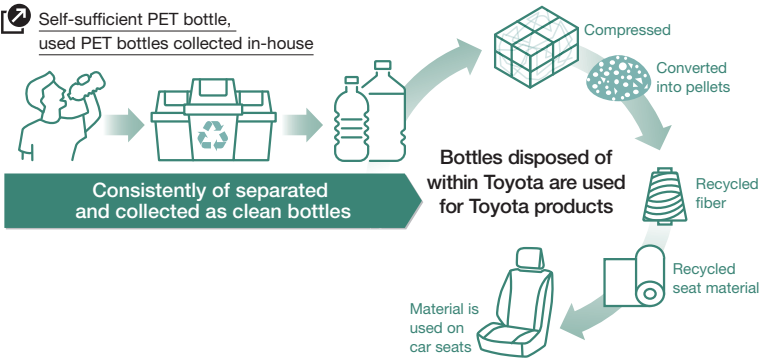 Self-sufficient PET bottle,
used PET bottles collected in-house
Compressed
Converted
into pellets
Consistently of separated
and collected as clean bottles
Bottles disposed of
within Toyota are used
for Toyota products
Recycled
fiber
Recycled
seat material
Material is
used on
car seats